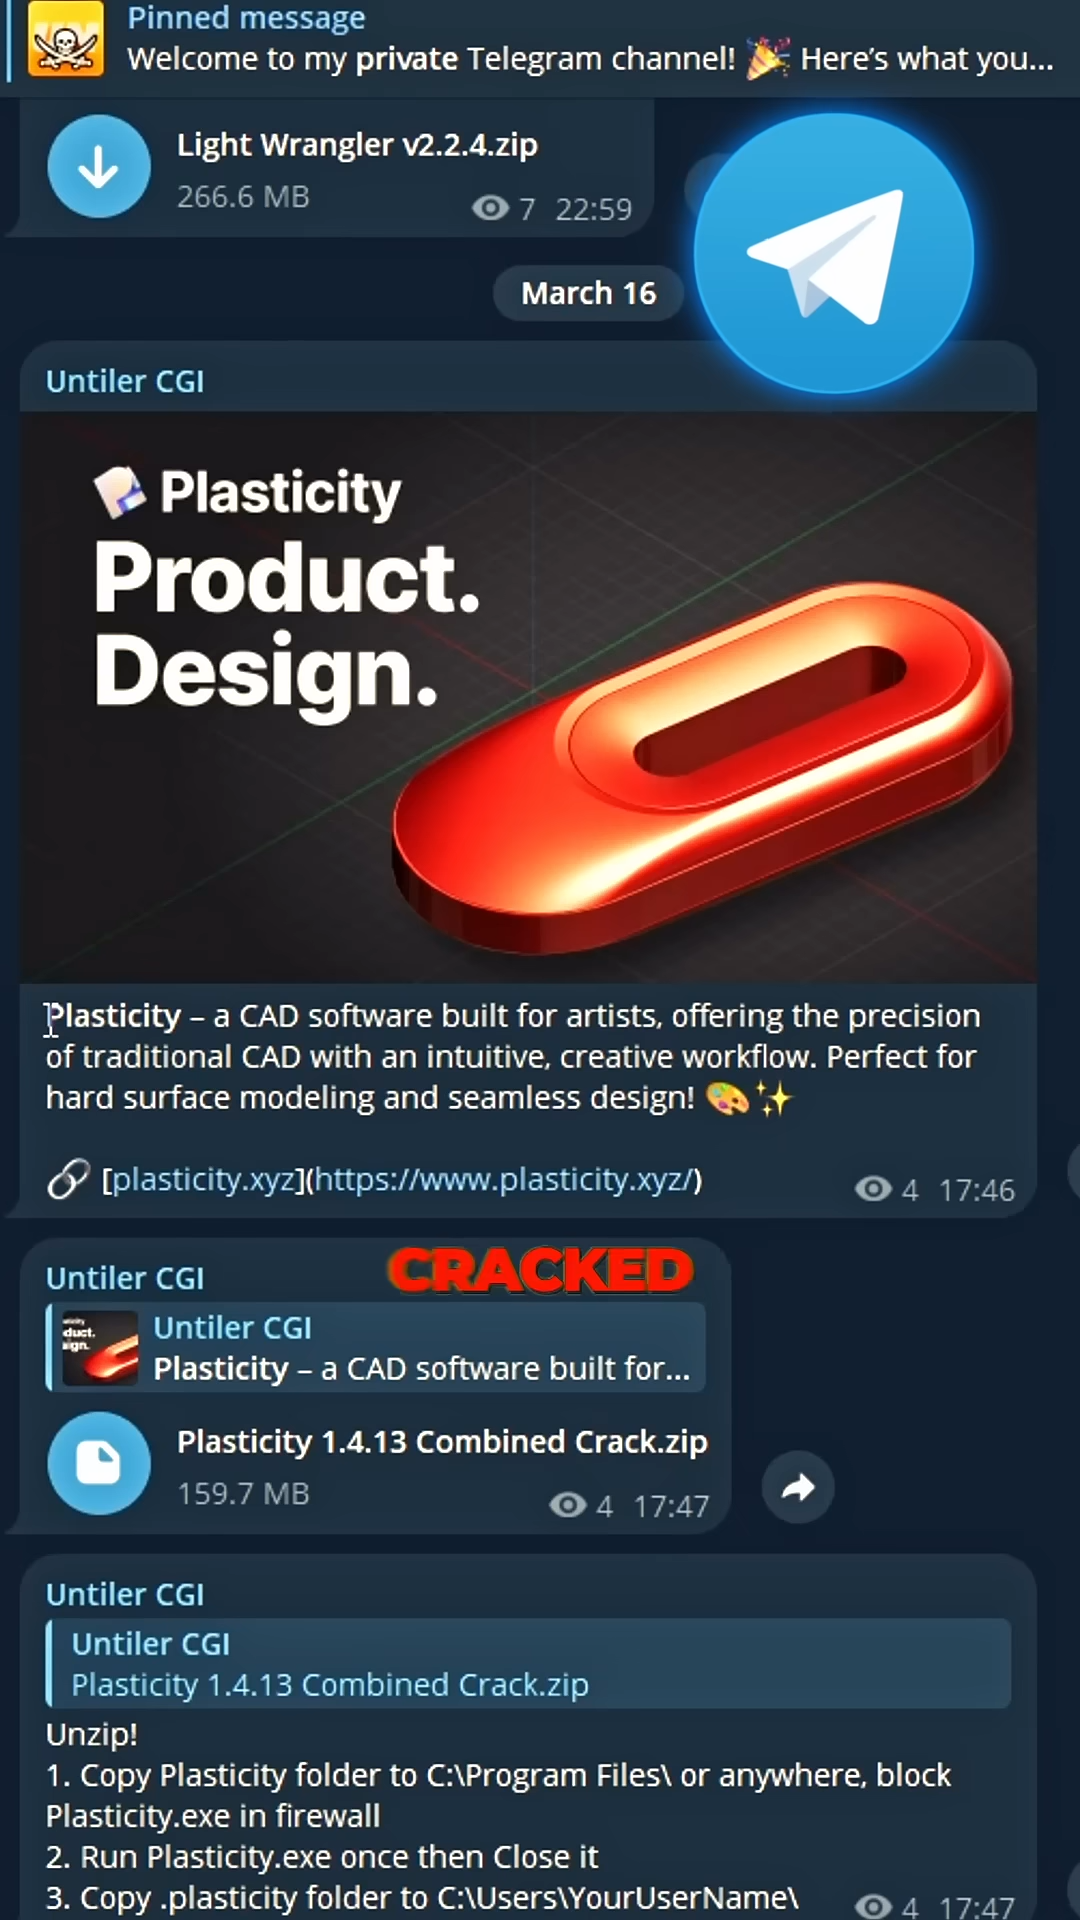 Pinned message
Welcome to my private Telegram channel! 🎉 Here's what you...
Light Wrangler v2.2.4.zip
266.6 MB
7 22:59
March 16
Untiler CGI
Plasticity
Product.
Design.
Plasticity – a CAD software built for artists, offering the precision
of traditional CAD with an intuitive, creative workflow. Perfect for
hard surface modeling and seamless design! 🎨✨
🔗 [plasticity.xyz](https://www.plasticity.xyz/)
4 17:46
CRACKED
Untiler CGI
Untiler CGI
Plasticity – a CAD software built for...
Plasticity 1.4.13 Combined Crack.zip
159.7 MB
4 17:47
Untiler CGI
Untiler CGI
Plasticity 1.4.13 Combined Crack.zip
Unzip!
1. Copy Plasticity folder to C:\Program Files\ or anywhere, block
Plasticity.exe in firewall
2. Run Plasticity.exe once then Close it
3. Copy .plasticity folder to C:\Users\YourUserName\
4 17:47